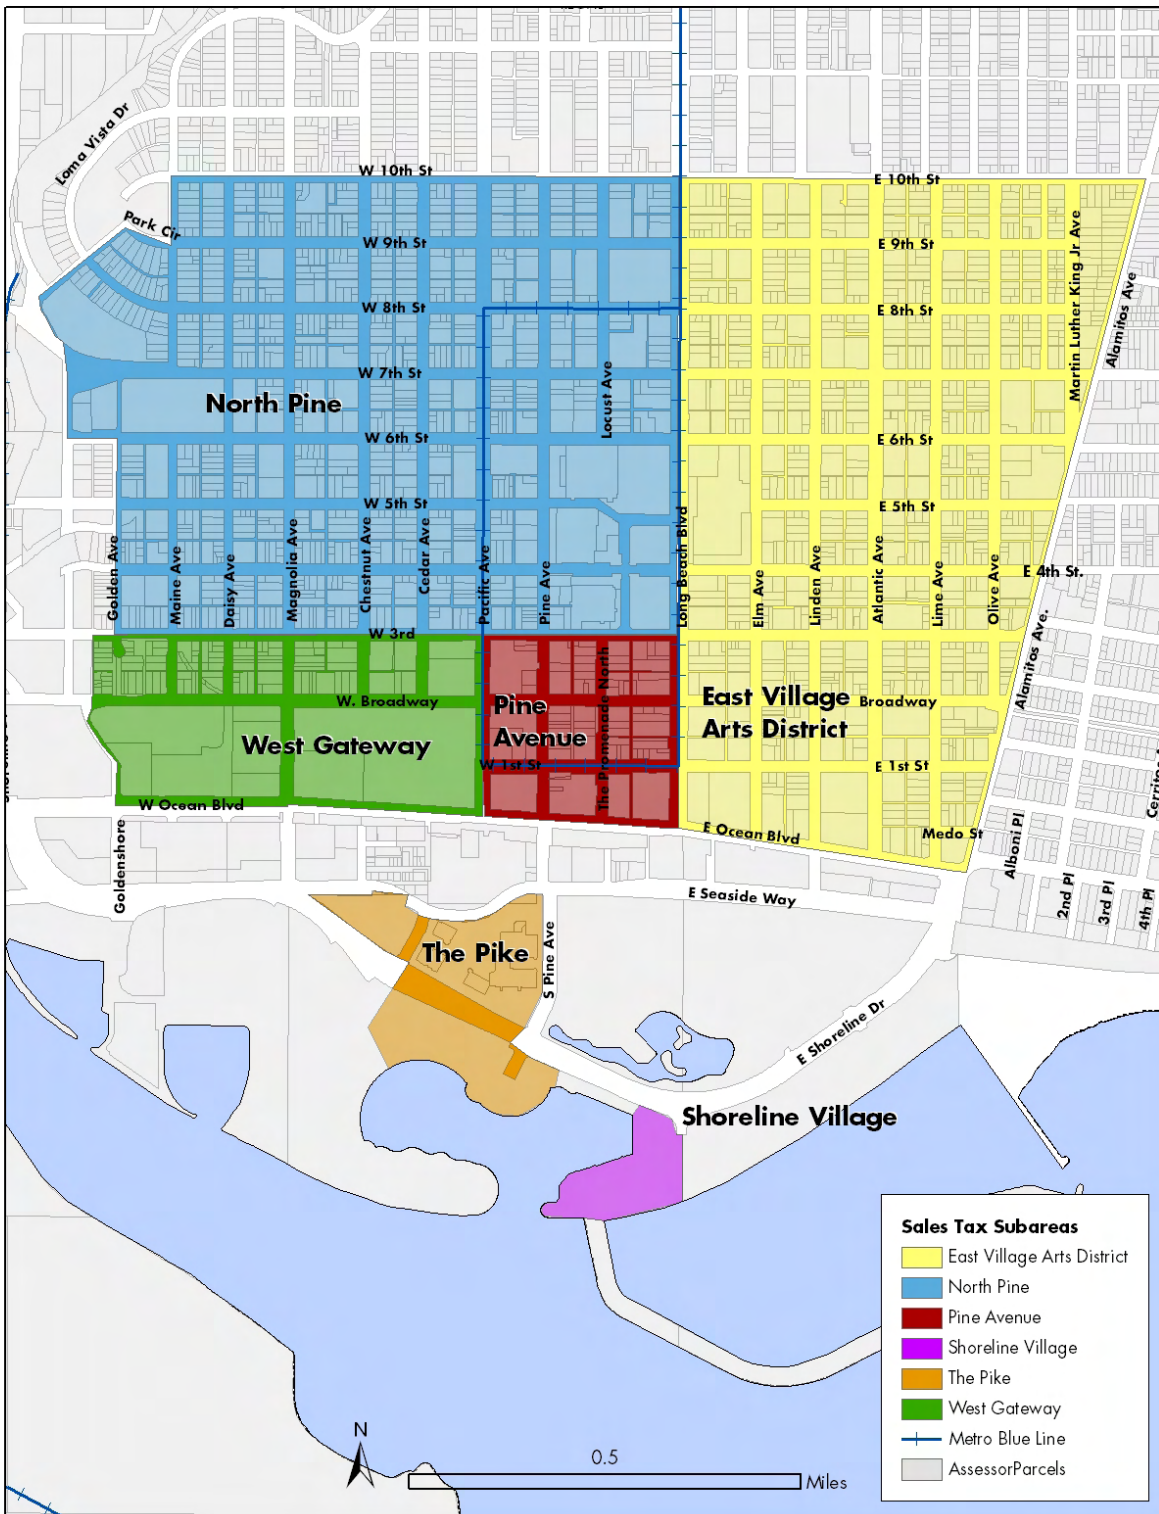 Loma Vista Dr
W 10th St
E 10th St
Park Cir
W 9th St
E 9th St
Martin Luther King Jr Ave
Alamitos Ave
W 8th St
E 8th St
W 7th St
Locust Ave
North Pine
W 6th St
E 6th St
W 5th St
E 5th St
Golden Ave
Maine Ave
Daisy Ave
Magnolia Ave
Chestnut Ave
Cedar Ave
Pacific Ave
Pine Ave
Long Beach Blvd
Elm Ave
Linden Ave
Atlantic Ave
Lime Ave
Olive Ave
E 4th St.
W 3rd
Alamitos Ave.
The Promenade North
W. Broadway
Pine
Avenue
East Village
Arts District
Broadway
West Gateway
W 1st St
E 1st St
W Ocean Blvd
E Ocean Blvd
Medo St
Goldenshore
Alboni Pl
2nd Pl
3rd Pl
4th Pl
E Seaside Way
The Pike
S Pine Ave
E Shoreline Dr
Shoreline Village
Sales Tax Subareas
East Village Arts District
North Pine
Pine Avenue
Shoreline Village
The Pike
West Gateway
Metro Blue Line
AssessorParcels
N
0.5
Miles